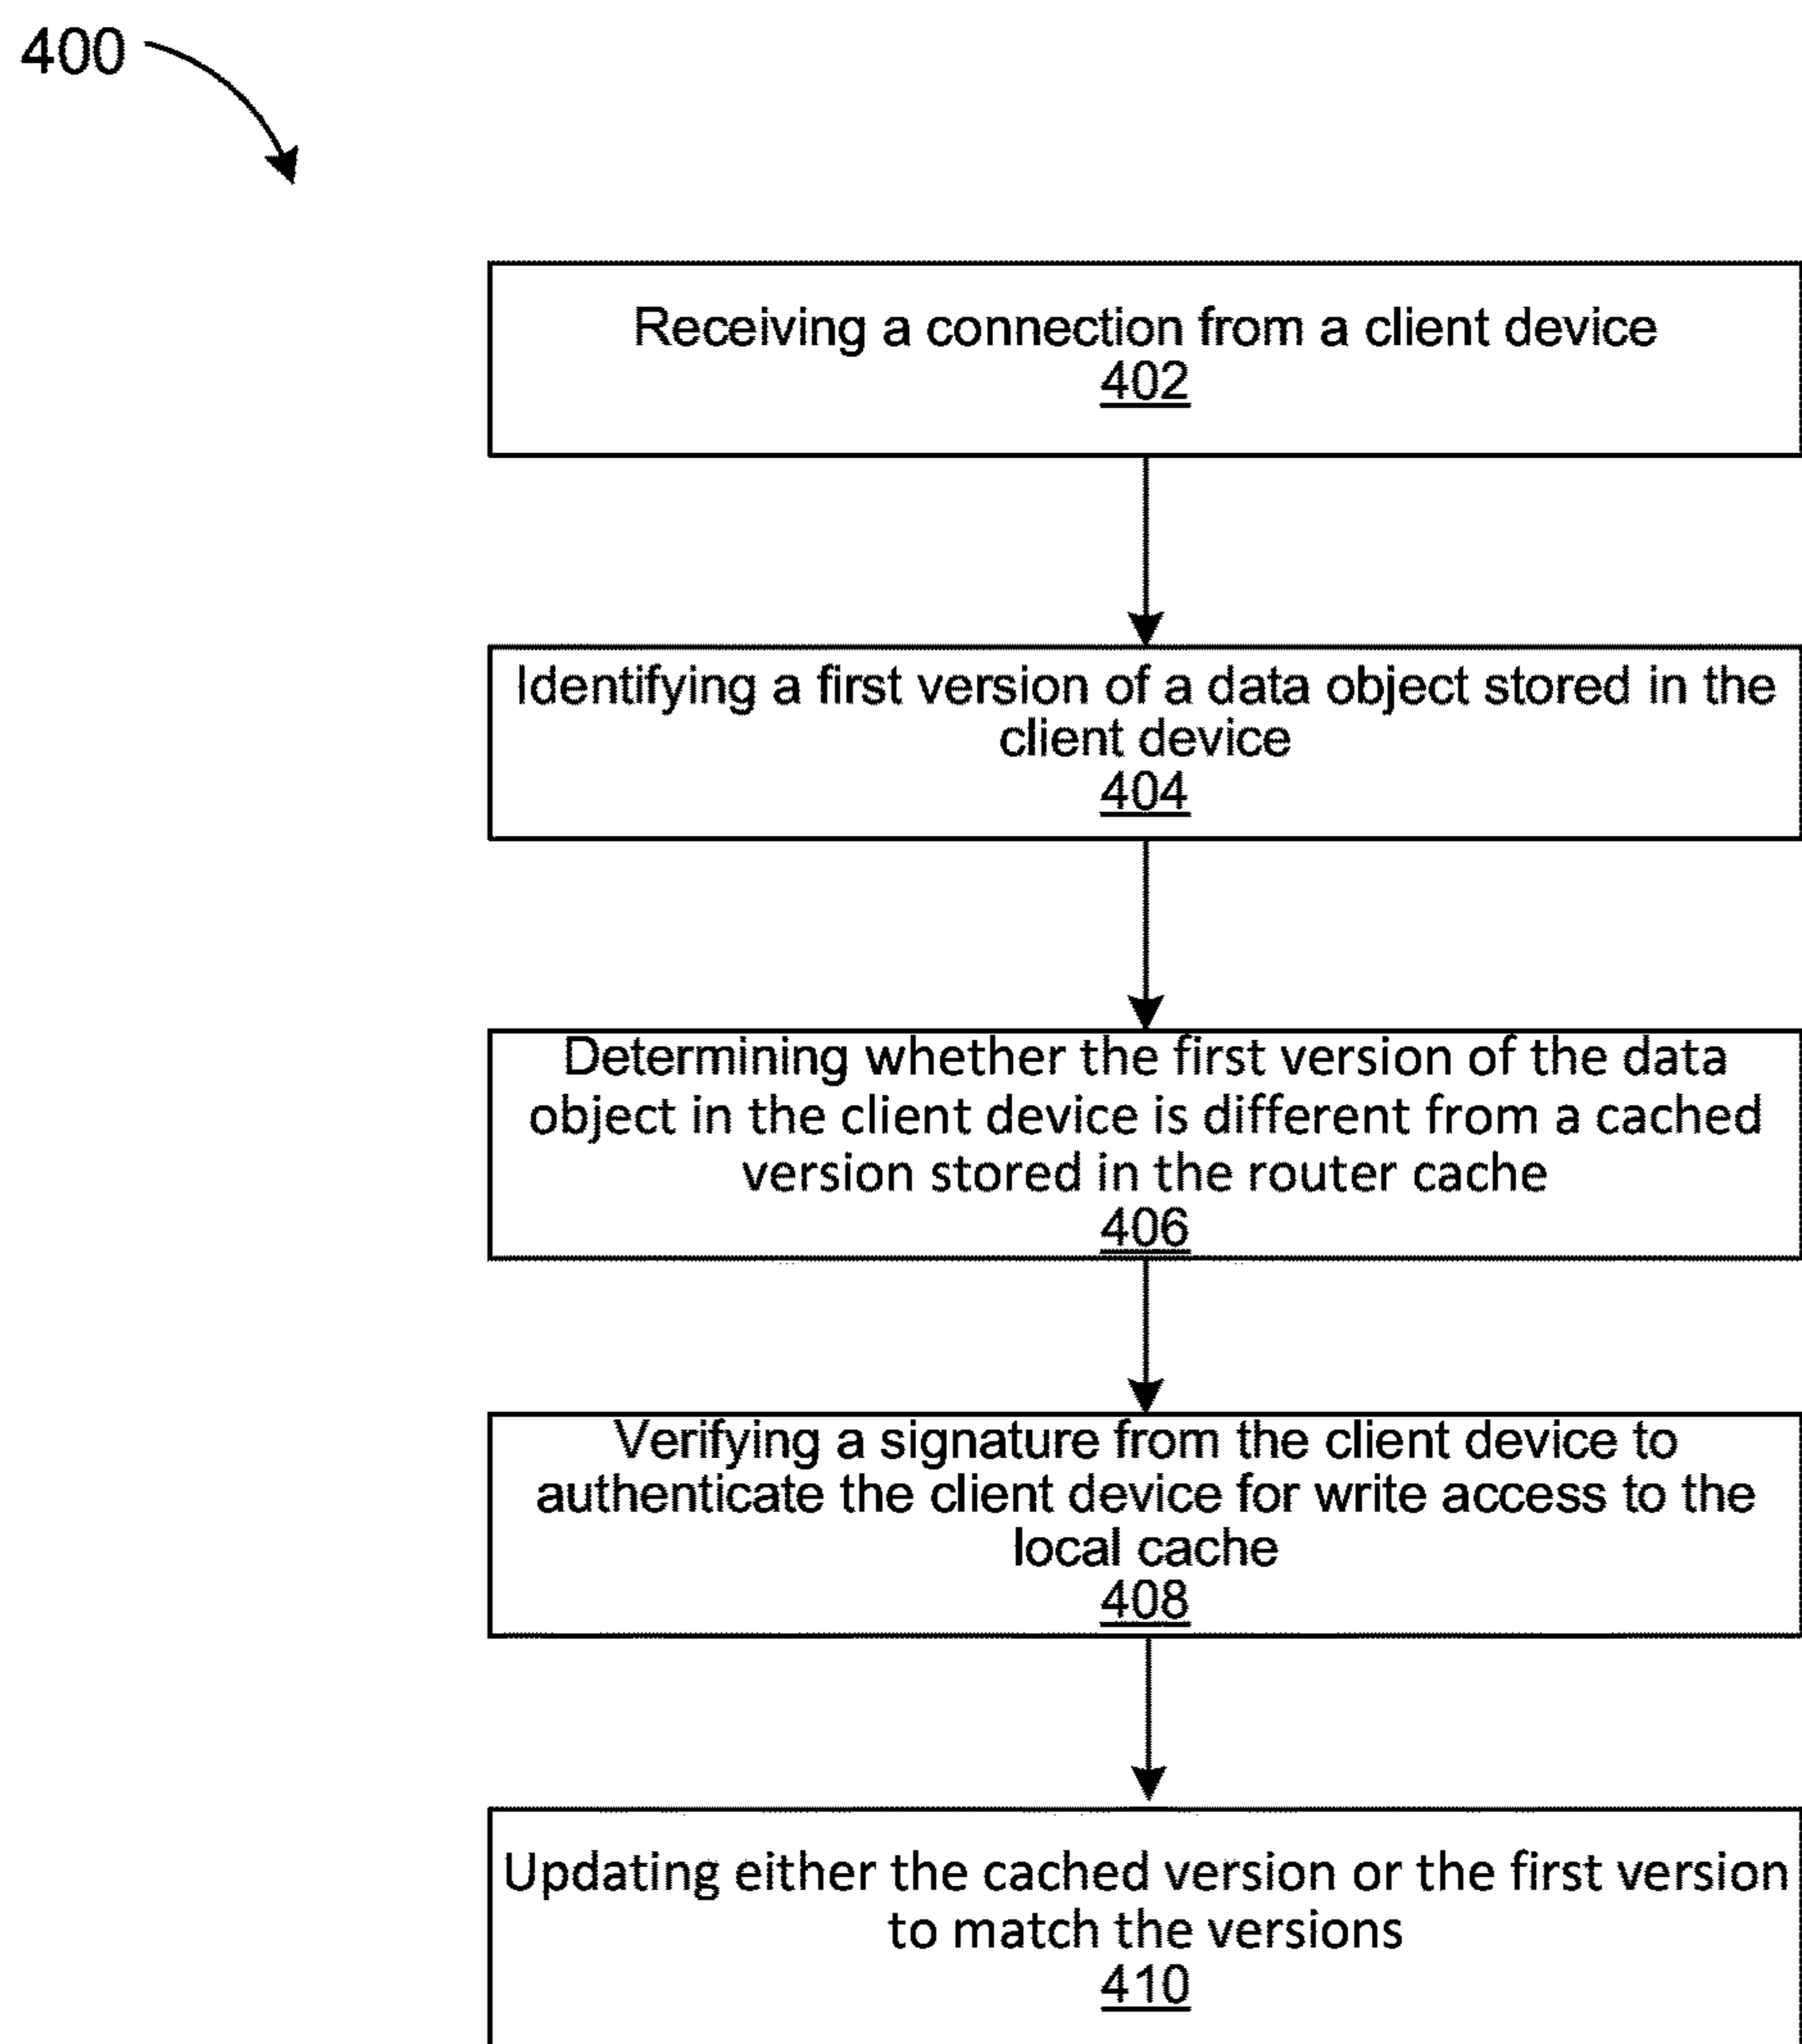 400
Receiving a connection from a client device
402
Identifying a first version of a data object stored in the
client device
404
Determining whether the first version of the data
object in the client device is different from a cached
version stored in the router cache
406
Verifying a signature from the client device to
authenticate the client device for write access to the
local cache
408
Updating either the cached version or the first version
to match the versions
410